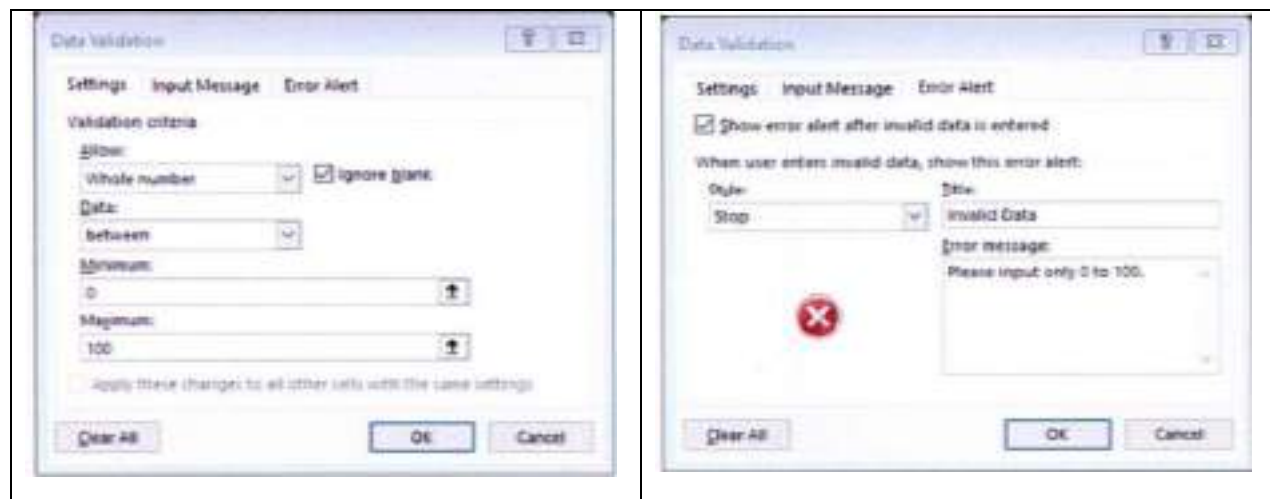 Data Validation
Settings Input Message Error Alert
Validation criteria
Allow:
Whole number Ignore blank
Data:
between
Minimum:
0
Maximum:
100
Apply these changes to all other cells with the same settings
Clear All OK Cancel
Data Validation
Settings Input Message Error Alert
Show error alert after invalid data is entered
When user enters invalid data, show this error alert:
Style: Title:
Stop Invalid Data
Error message:
Please input only 0 to 100.
Clear All OK Cancel